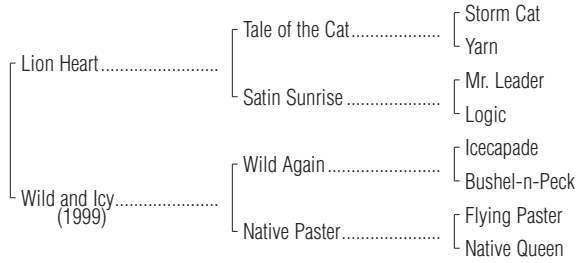 Storm Cat
Tale of the Cat....................
Yarn
Lion Heart..........................
Mr. Leader
Satin Sunrise .....................
Logic
Icecapade
Wild Again .........................
Bushel-n-Peck
Wild and Icy.......................
(1999)
Flying Paster
Native Paster......................
Native Queen